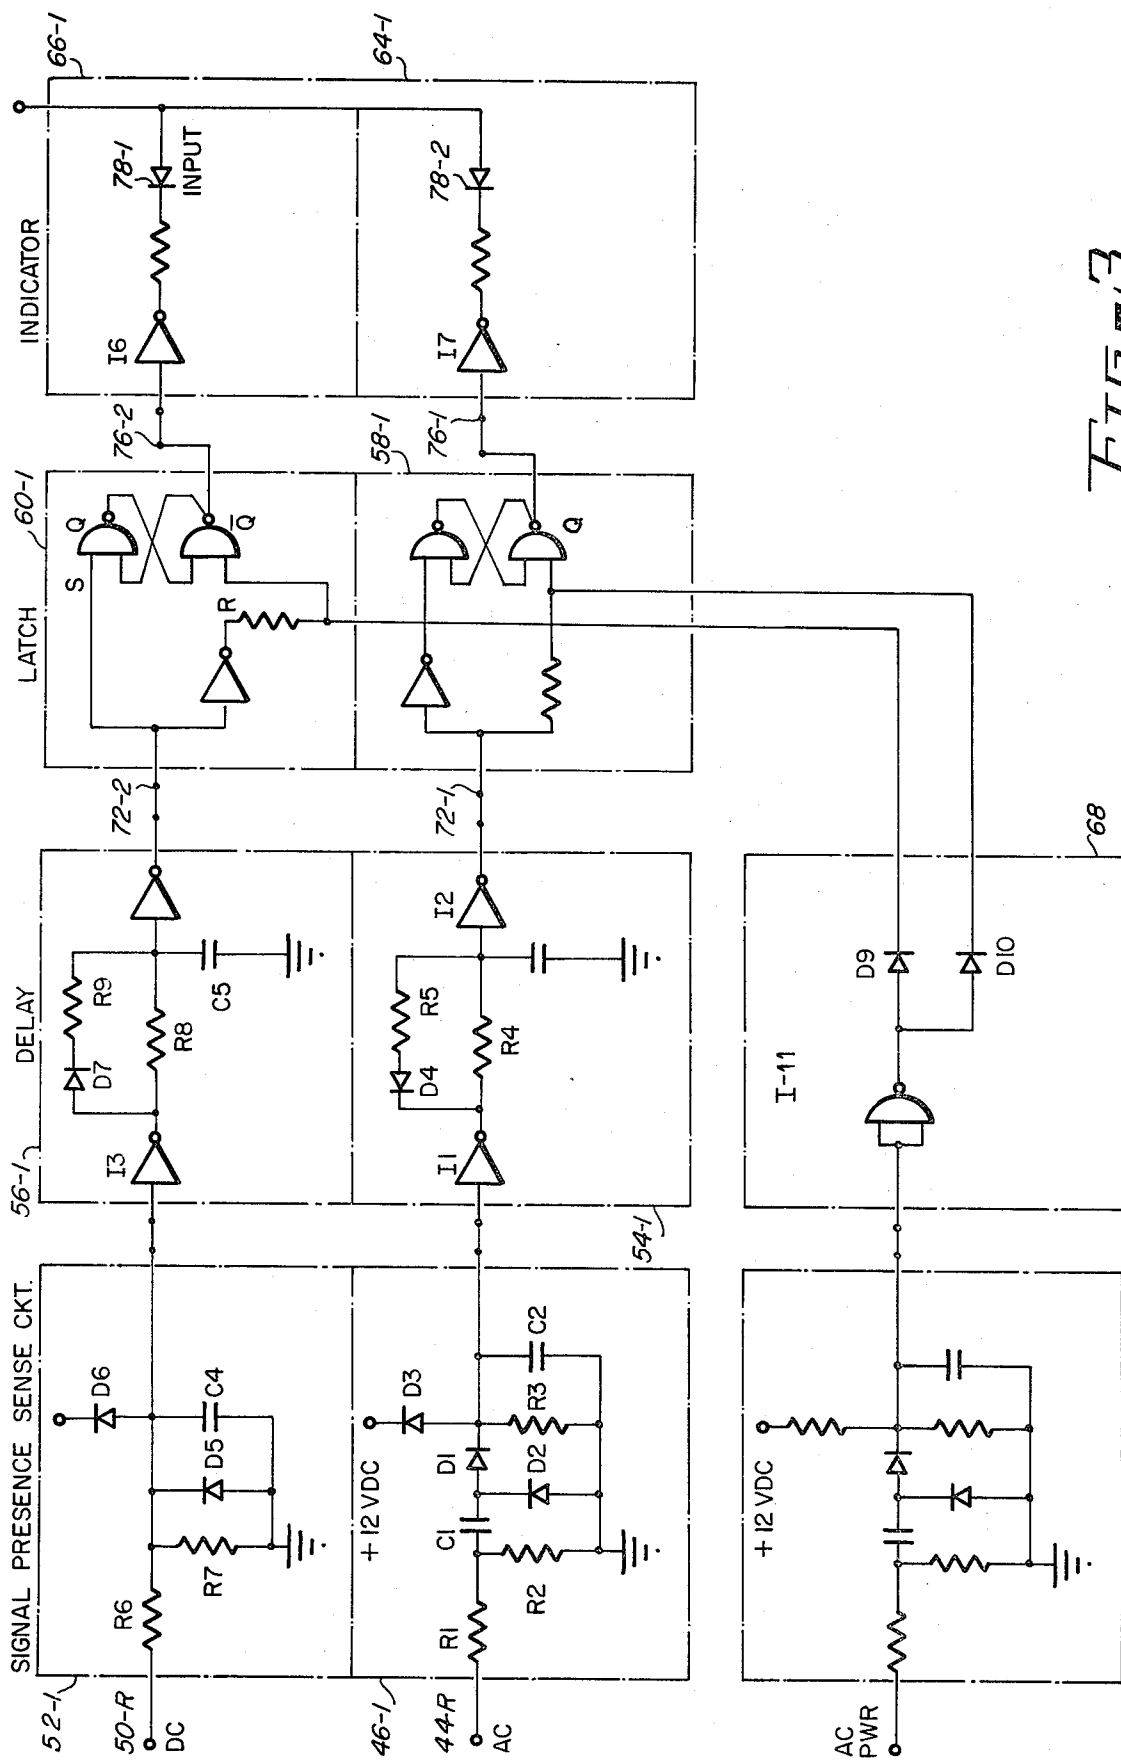 SIGNAL PRESENCE SENSE CKT.
DELAY
LATCH
INDICATOR
52-1
56-1
60-1
66-1
50-R
DC
R6
R7
D5
C4
D6
I3
D7
R9
R8
C5
72-2
S
Q
R
Q̅
76-2
I6
78-1
INPUT
46-1
44-R
AC
R1
R2
C1
D1
D2
R3
C2
D3
+12 VDC
54-1
I1
D4
R5
R4
I2
72-1
58-1
Q
76-1
I7
78-2
64-1
AC
PWR
+12 VDC
I-11
D9
D10
68
FIG-3